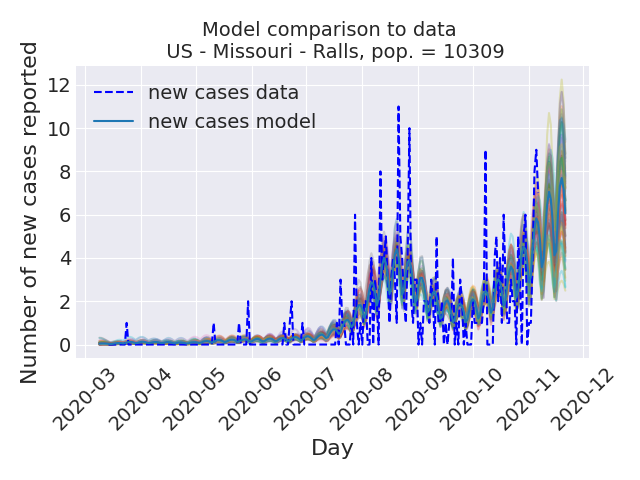 Model comparison to data
US - Missouri - Ralls, pop. = 10309
new cases data
new cases model
Number of new cases reported
12
10
8
6
4
2
0
2020-03
2020-04
2020-05
2020-06
2020-07
2020-08
2020-09
2020-10
2020-11
2020-12
Day